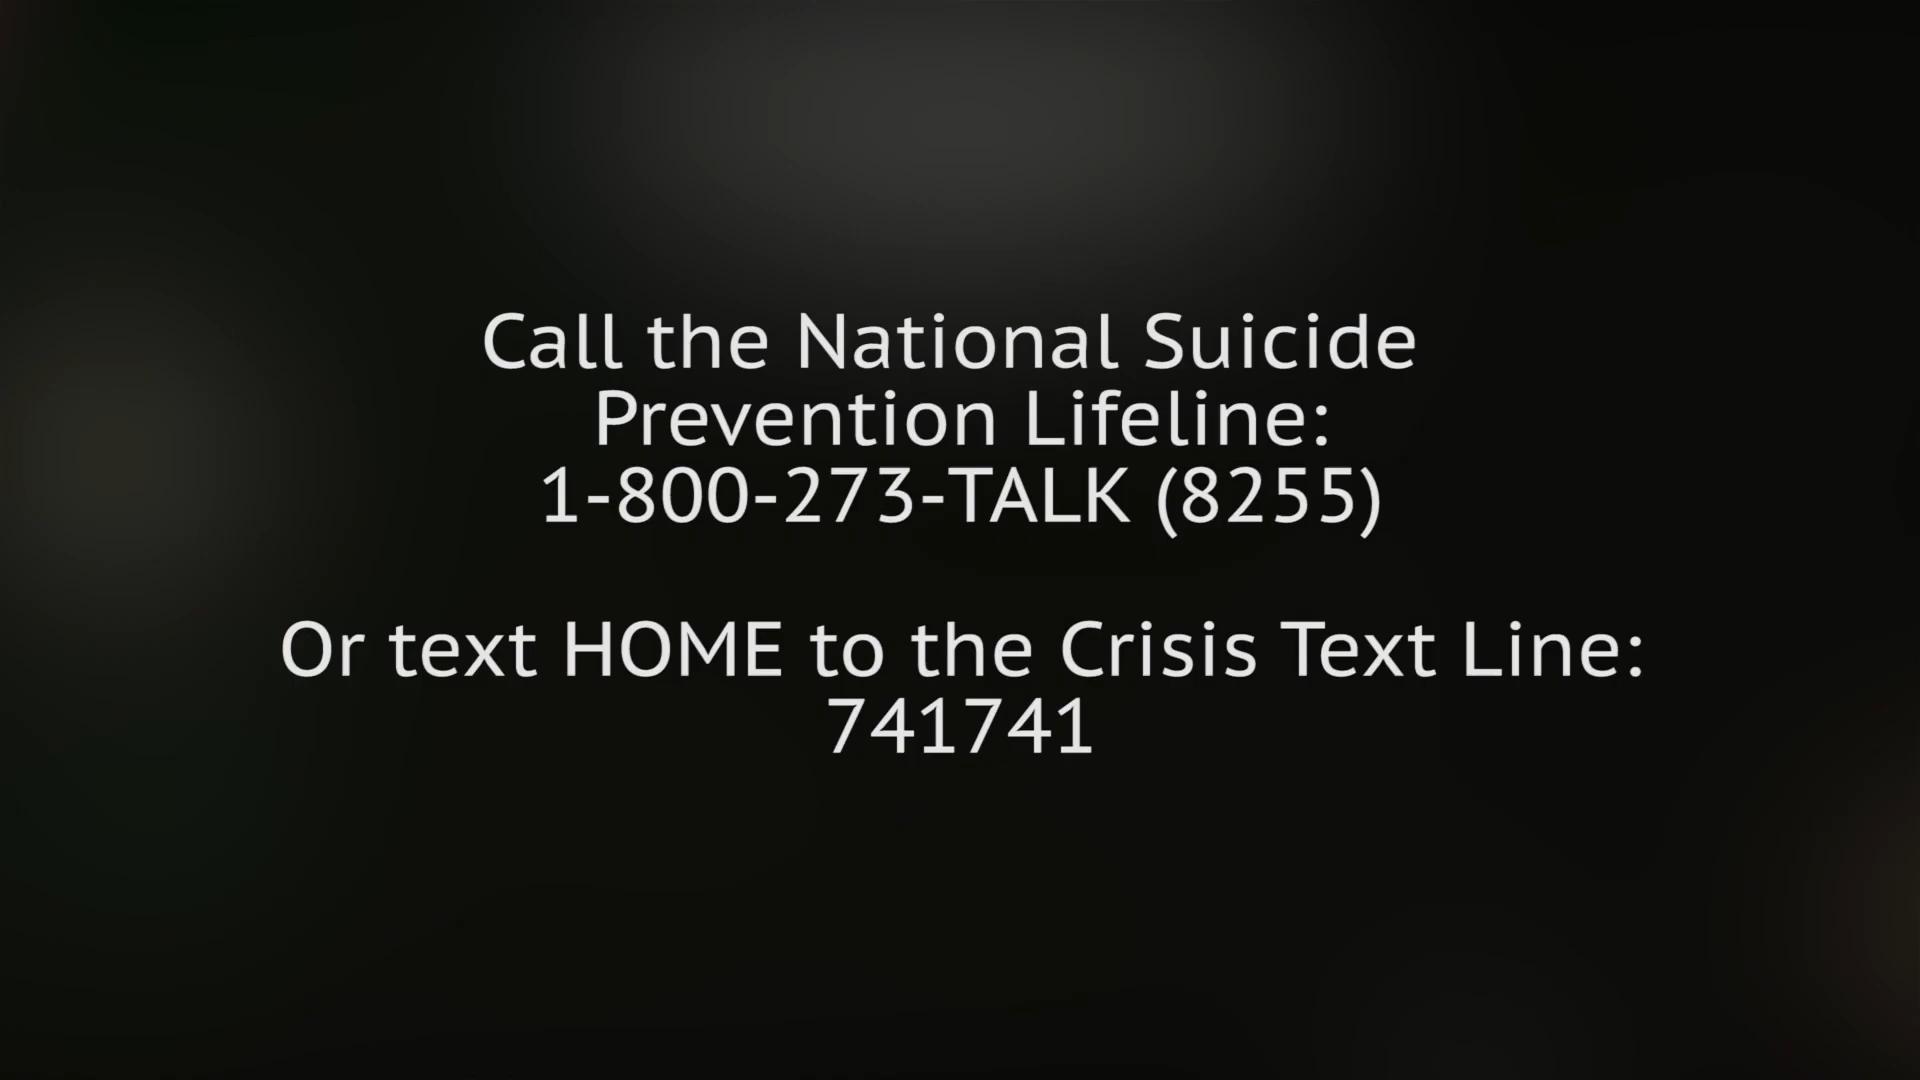 Call the National Suicide
Prevention Lifeline:
1-800-273-TALK (8255)
Or text HOME to the Crisis Text Line:
741741